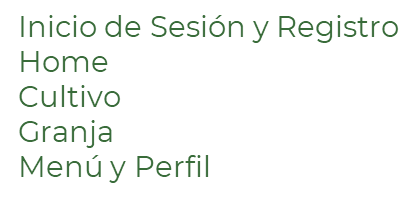 Inicio de Sesión y Registro
Home
Cultivo
Granja
Menú y Perfil